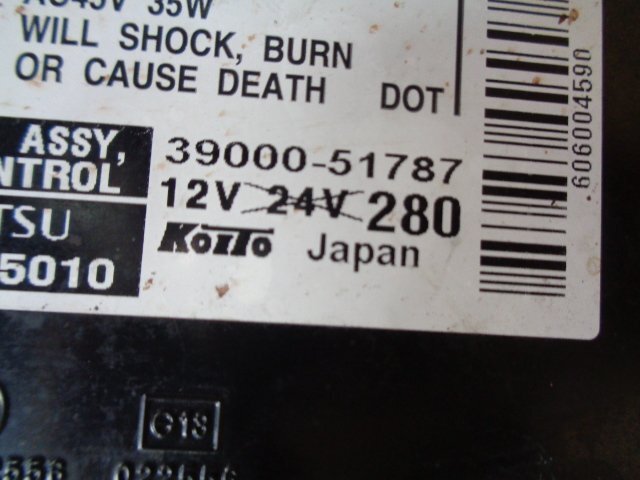 35W
WILL SHOCK, BURN
OR CAUSE DEATH DOT
606004590
ASSY, 39000-51787
NTROL 12V 24V 280
TSU KOITO Japan
5010
G18